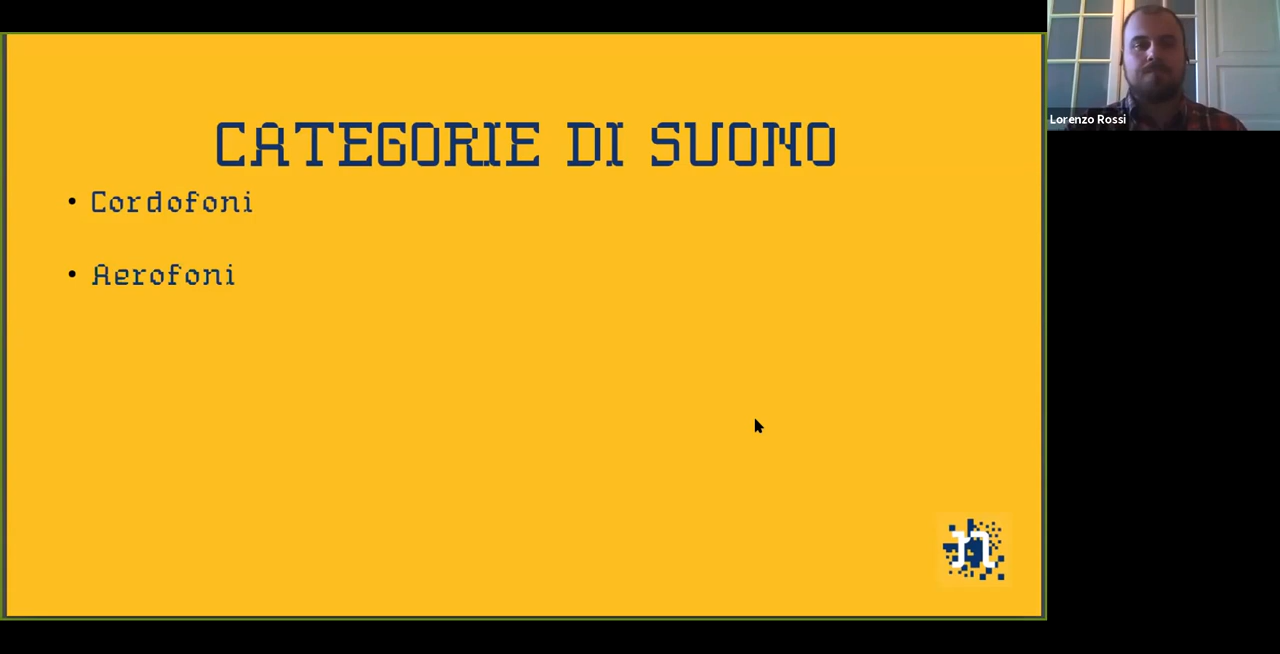 CATEGORIE DI SUONO
• Cordofoni
• Aerofoni
n
Lorenzo Rossi